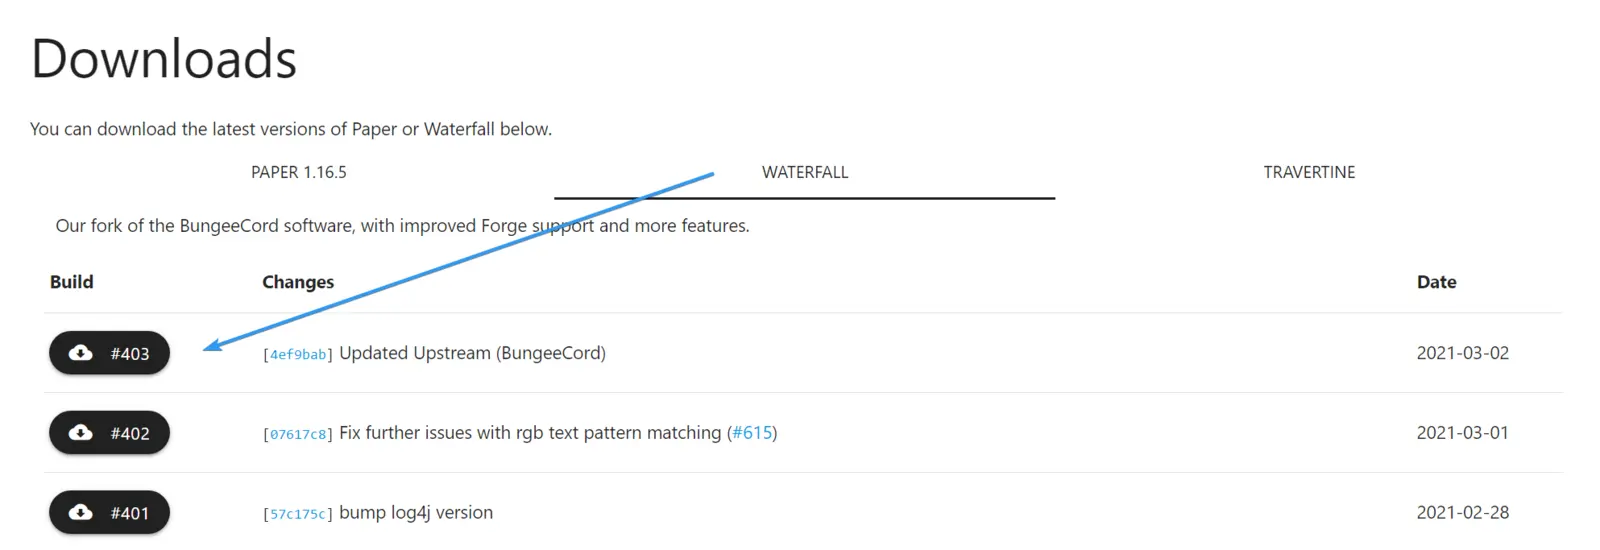 Downloads
You can download the latest versions of Paper or Waterfall below.
PAPER 1.16.5 WATERFALL TRAVERTINE
Our fork of the BungeeCord software, with improved Forge support and more features.
Build Changes Date
#403 [4ef9bab] Updated Upstream (BungeeCord) 2021-03-02
#402 [07617c8] Fix further issues with rgb text pattern matching (#615) 2021-03-01
#401 [57c175c] bump log4j version 2021-02-28